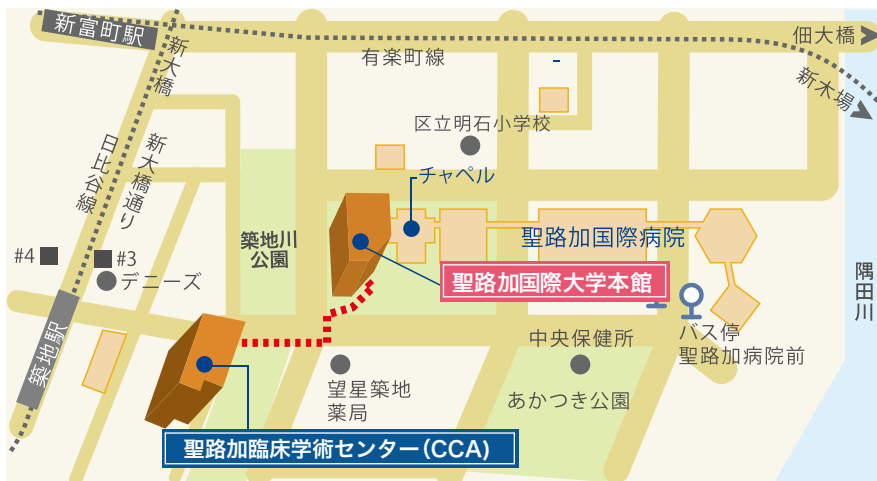 新富町駅
新大橋
有楽町線
佃大橋
新木場
区立明石小学校
新大橋通り
日比谷線
チャペル
築地川
公園
聖路加国際病院
#4
#3
デニーズ
聖路加国際大学本館
隅田川
築地駅
中央保健所
バス停
聖路加病院前
望星築地
薬局
あかつき公園
聖路加臨床学術センター(CCA)